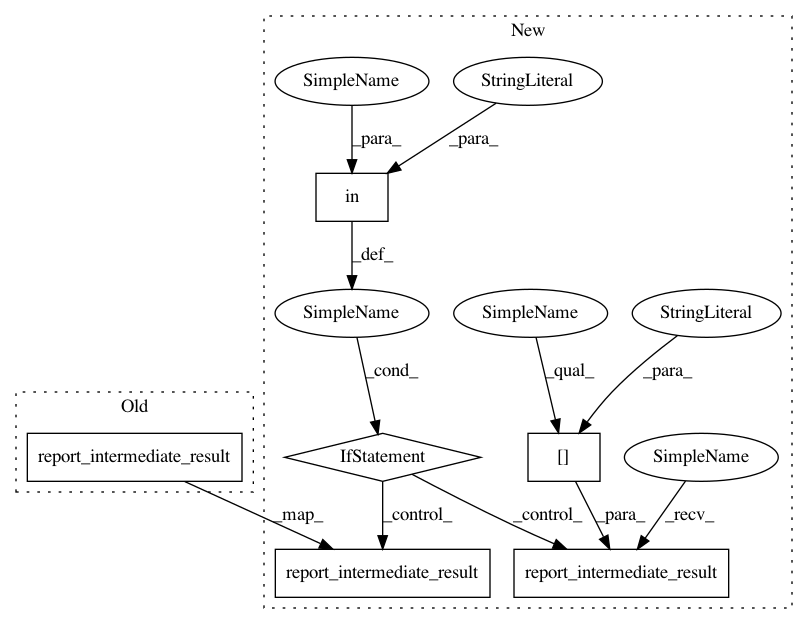 New
SimpleName
StringLiteral
_para_
_para_
in
_def_
SimpleName
SimpleName
StringLiteral
_cond_
_qual_
_para_
Old
report_intermediate_result
IfStatement
[]
SimpleName
_map_
_control_
_control_
_para_
_recv_
report_intermediate_result
report_intermediate_result